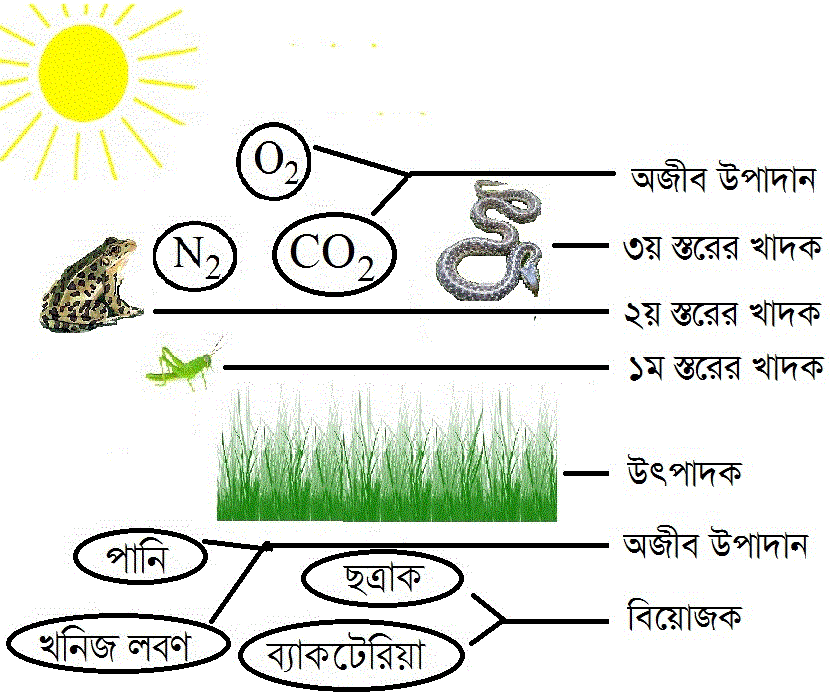 O2
অজীব উপাদান
N2
CO2
৩য় স্তরের খাদক
২য় স্তরের খাদক
১ম স্তরের খাদক
উৎপাদক
পানি
অজীব উপাদান
ছত্রাক
খনিজ লবণ
ব্যাকটেরিয়া
বিয়োজক